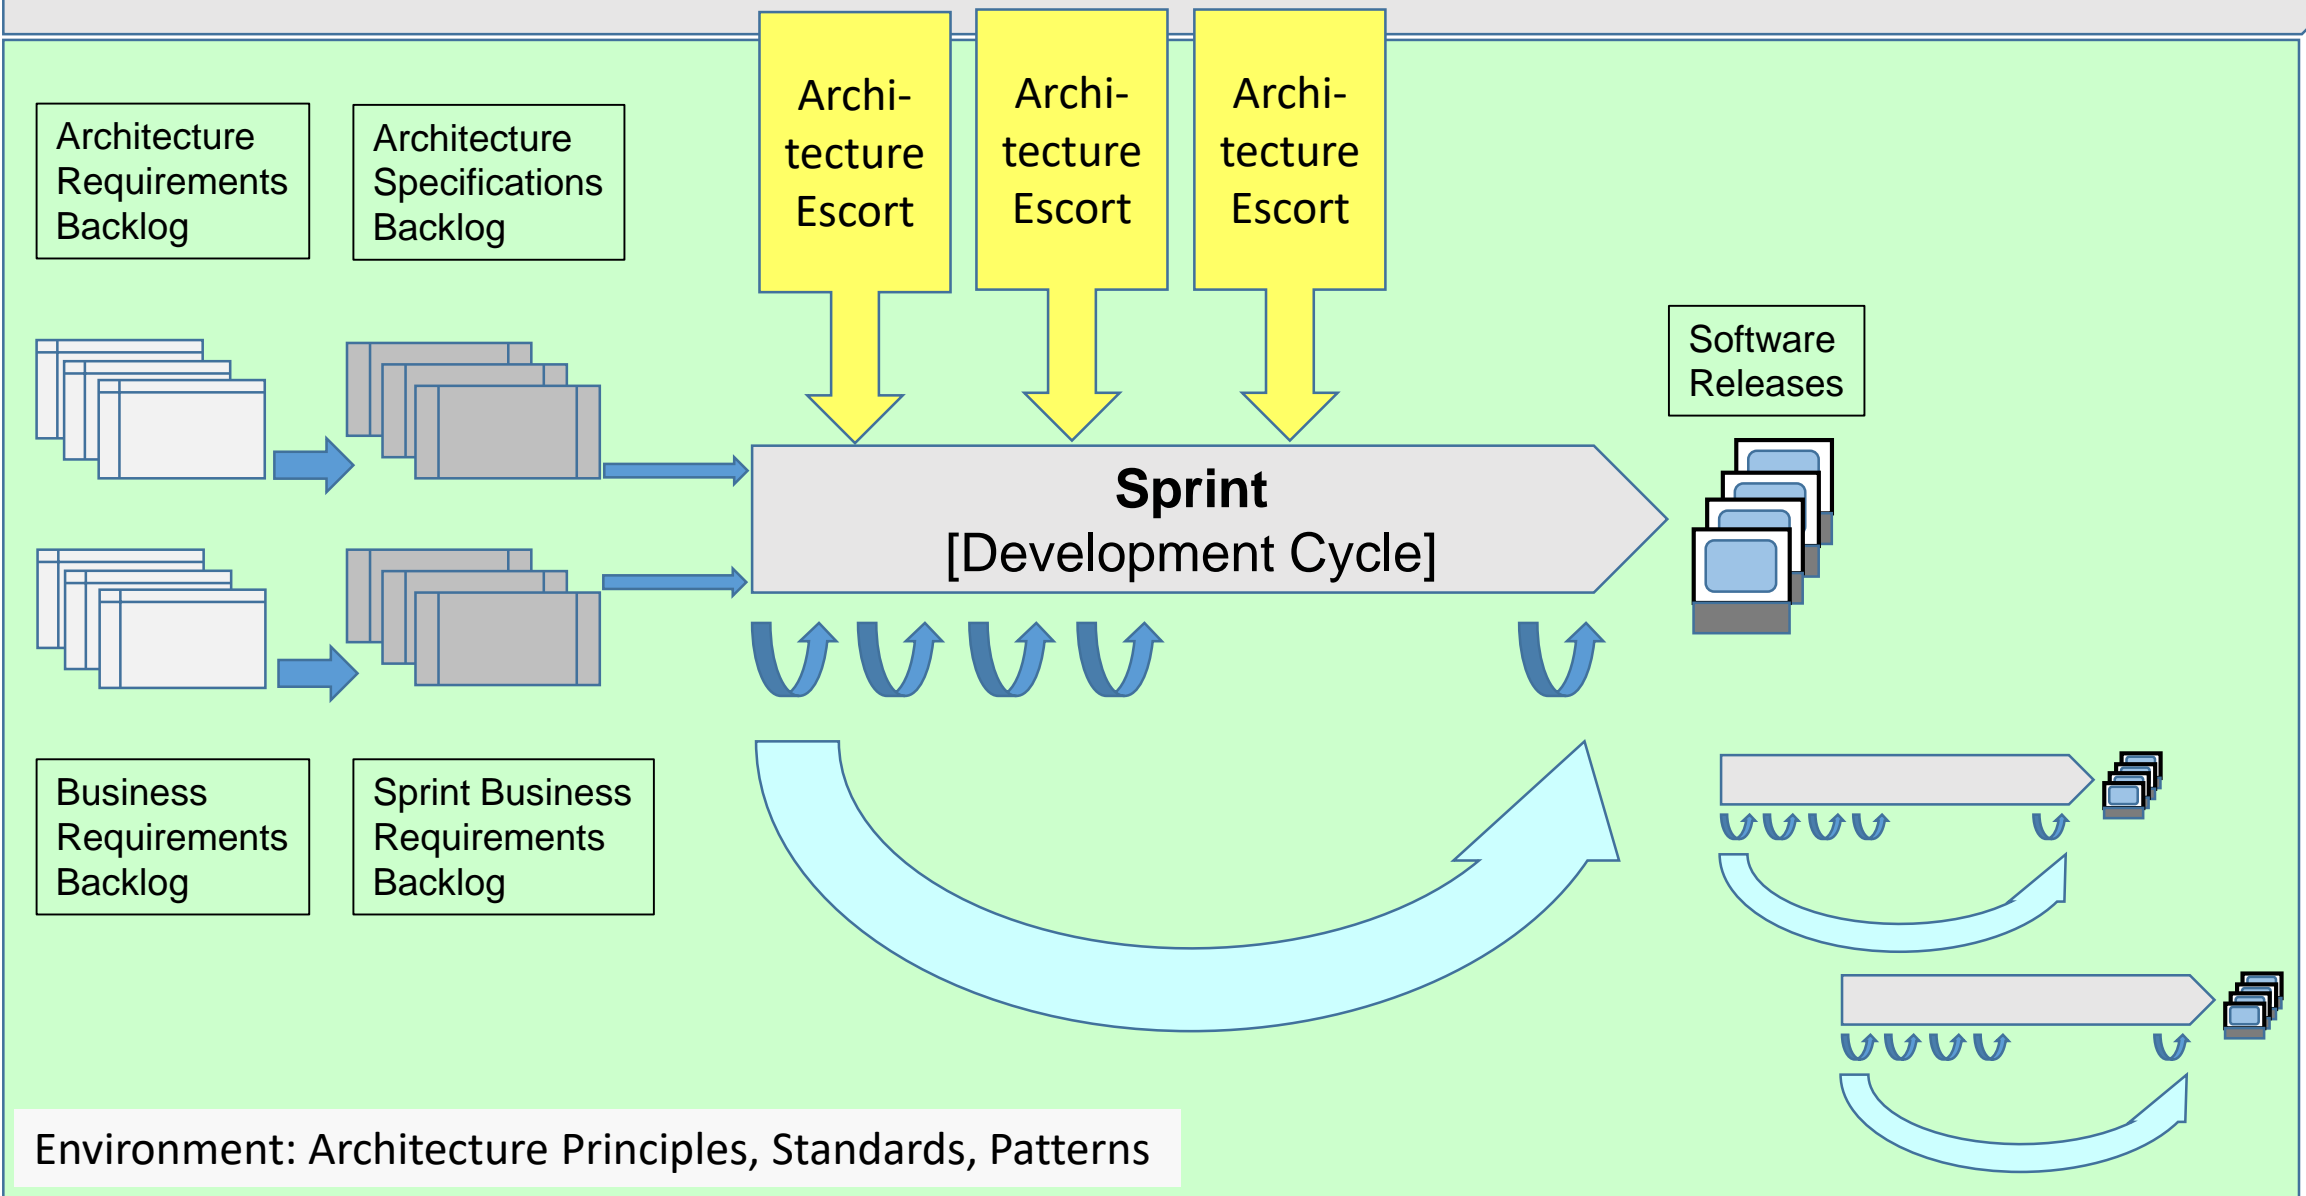 Architecture
Requirements
Backlog
Architecture
Specifications
Backlog
Archi-
tecture
Escort
Archi-
tecture
Escort
Archi-
tecture
Escort
Software
Releases
Sprint
[Development Cycle]
Business
Requirements
Backlog
Sprint Business
Requirements
Backlog
Environment: Architecture Principles, Standards, Patterns